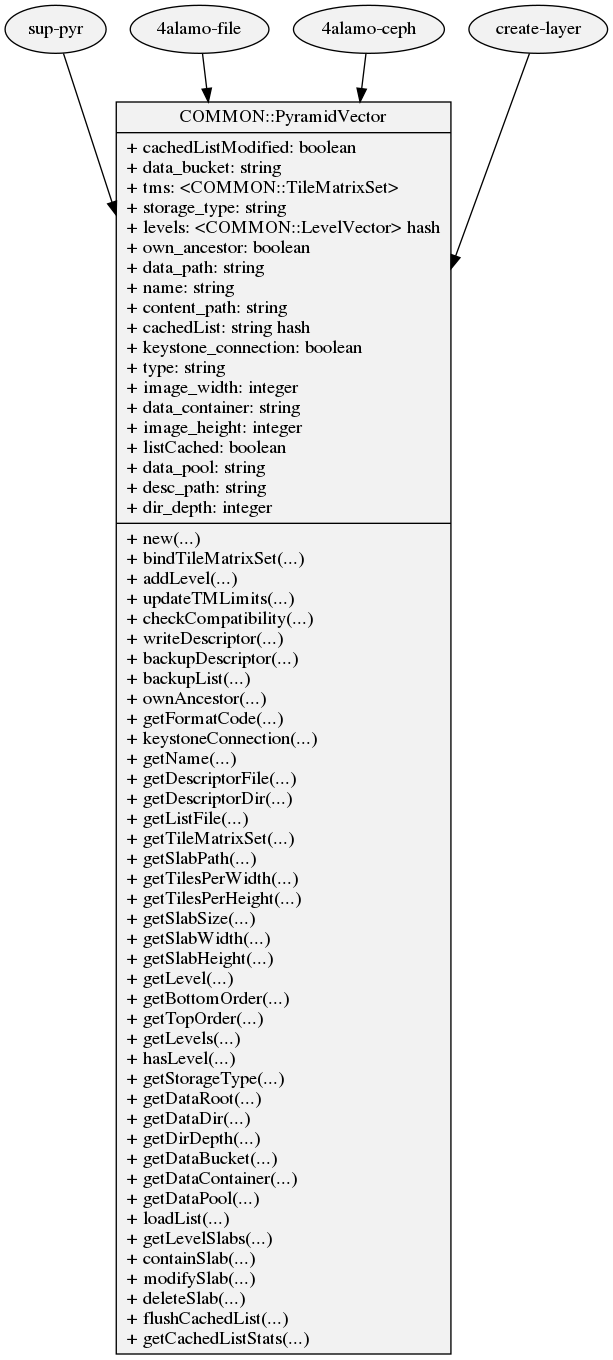 sup-pyr
4alamo-file
4alamo-ceph
create-layer
COMMON::PyramidVector
+ cachedListModified: boolean
+ data_bucket: string
+ tms: <COMMON::TileMatrixSet>
+ storage_type: string
+ levels: <COMMON::LevelVector> hash
+ own_ancestor: boolean
+ data_path: string
+ name: string
+ content_path: string
+ cachedList: string hash
+ keystone_connection: boolean
+ type: string
+ image_width: integer
+ data_container: string
+ image_height: integer
+ listCached: boolean
+ data_pool: string
+ desc_path: string
+ dir_depth: integer
+ new(...)
+ bindTileMatrixSet(...)
+ addLevel(...)
+ updateTMLimits(...)
+ checkCompatibility(...)
+ writeDescriptor(...)
+ backupDescriptor(...)
+ backupList(...)
+ ownAncestor(...)
+ getFormatCode(...)
+ keystoneConnection(...)
+ getName(...)
+ getDescriptorFile(...)
+ getDescriptorDir(...)
+ getListFile(...)
+ getTileMatrixSet(...)
+ getSlabPath(...)
+ getTilesPerWidth(...)
+ getTilesPerHeight(...)
+ getSlabSize(...)
+ getSlabWidth(...)
+ getSlabHeight(...)
+ getLevel(...)
+ getBottomOrder(...)
+ getTopOrder(...)
+ getLevels(...)
+ hasLevel(...)
+ getStorageType(...)
+ getDataRoot(...)
+ getDataDir(...)
+ getDirDepth(...)
+ getDataBucket(...)
+ getDataContainer(...)
+ getDataPool(...)
+ loadList(...)
+ getLevelSlabs(...)
+ containSlab(...)
+ modifySlab(...)
+ deleteSlab(...)
+ flushCachedList(...)
+ getCachedListStats(...)